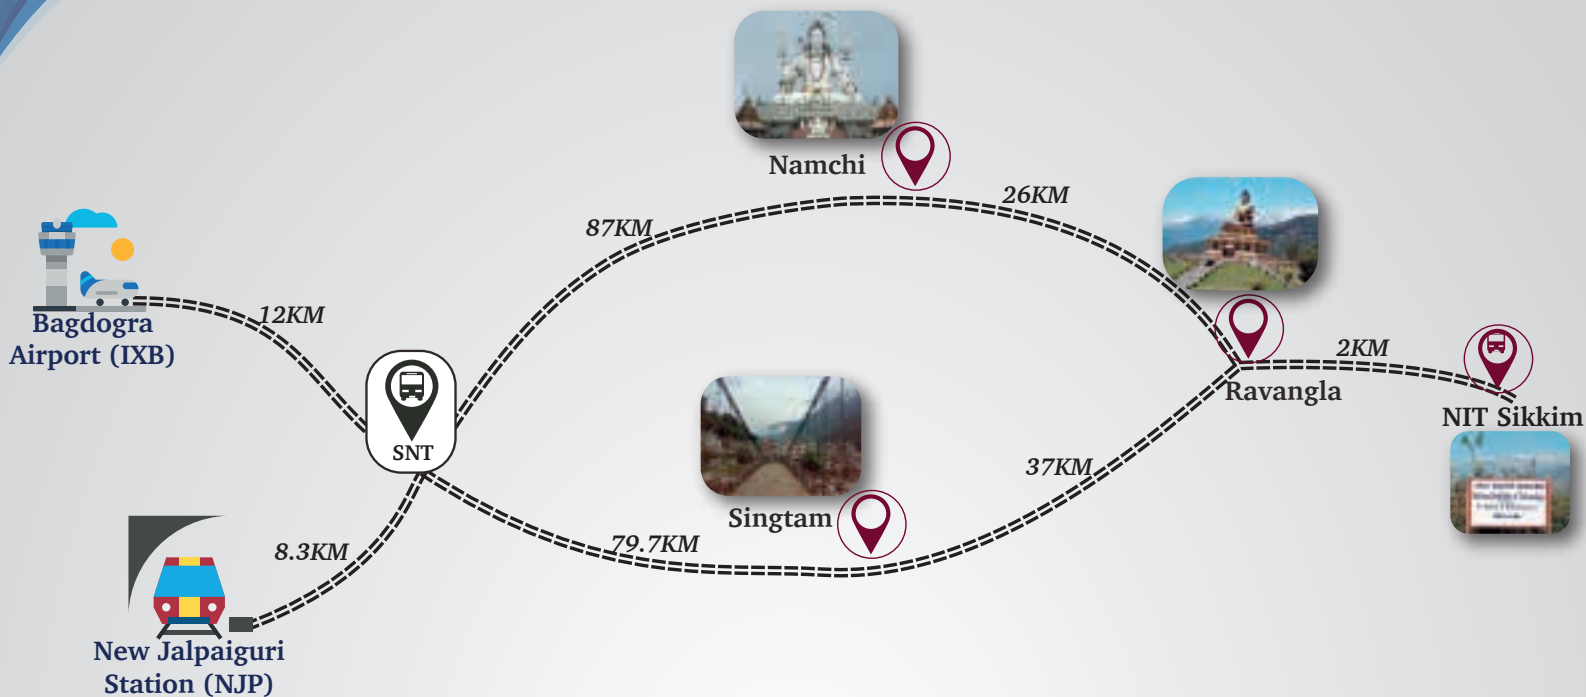 Namchi
26KM
87KM
Bagdogra
Airport (IXB)
12KM
2KM
Ravangla
NIT Sikkim
SNT
37KM
Singtam
79.7KM
8.3KM
New Jalpaiguri
Station (NJP)